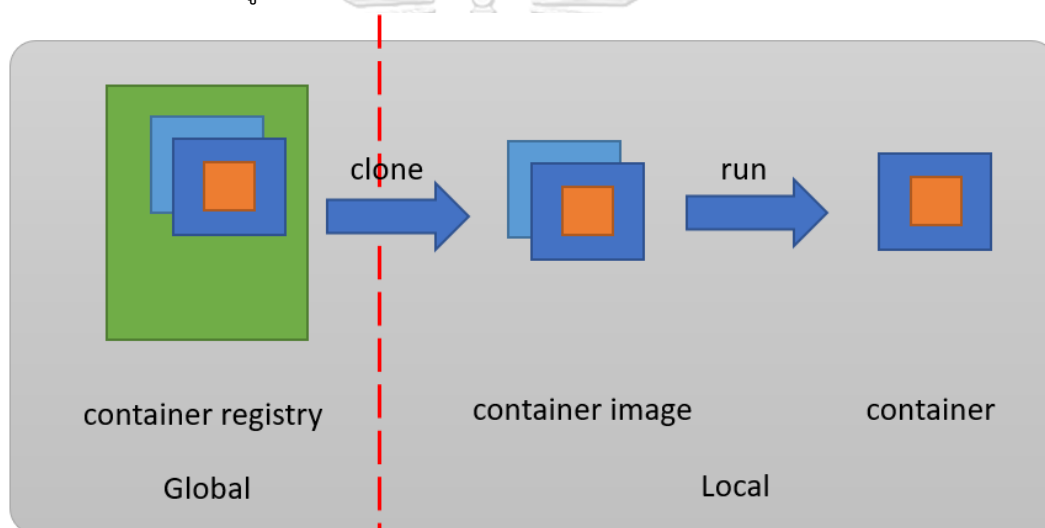 clone
run
container registry
container image
container
Global
Local